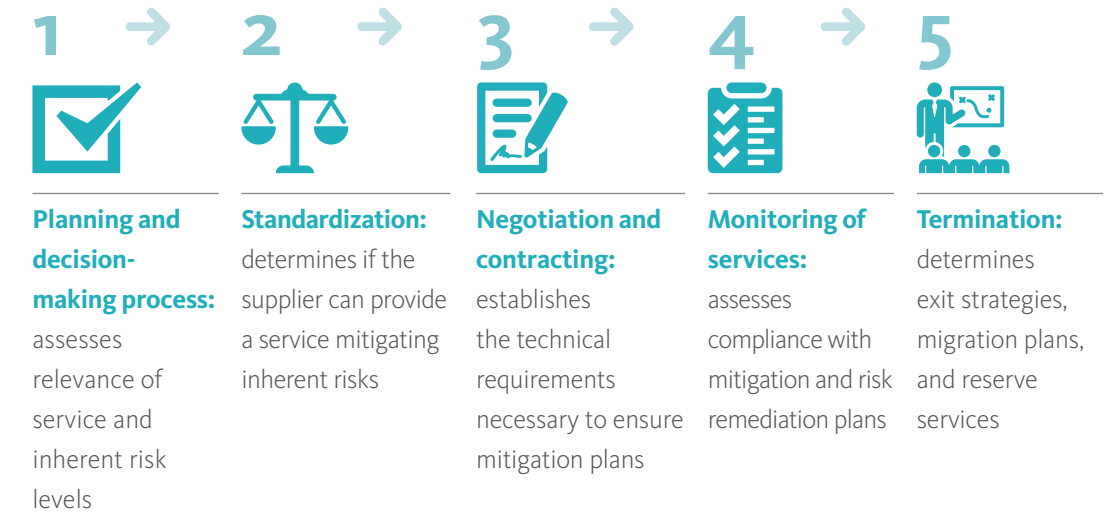 1
2
3
4
5
Planning and
decision-
making process:
assesses
relevance of
service and
inherent risk
levels
Standardization:
determines if the
supplier can provide
a service mitigating
inherent risks
Negotiation and
contracting:
establishes
the technical
requirements
necessary to ensure
mitigation plans
Monitoring of
services:
assesses
compliance with
mitigation and risk
remediation plans
Termination:
determines
exit strategies,
migration plans,
and reserve
services